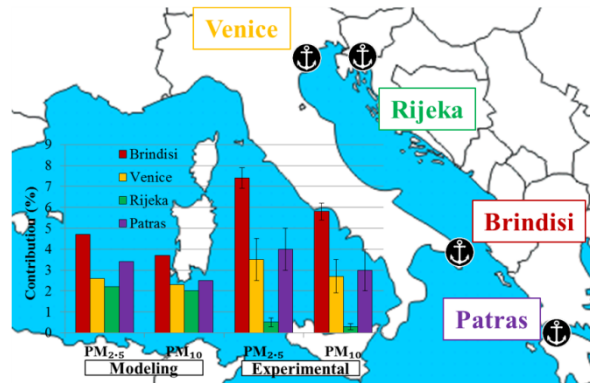 Venice
Rijeka
Brindisi
Patras
Contribution (%)
9
8
7
6
5
4
3
2
1
0
Brindisi
Venice
Rijeka
Patras
PM2.5 PM10 PM2.5 PM10
Modeling Experimental